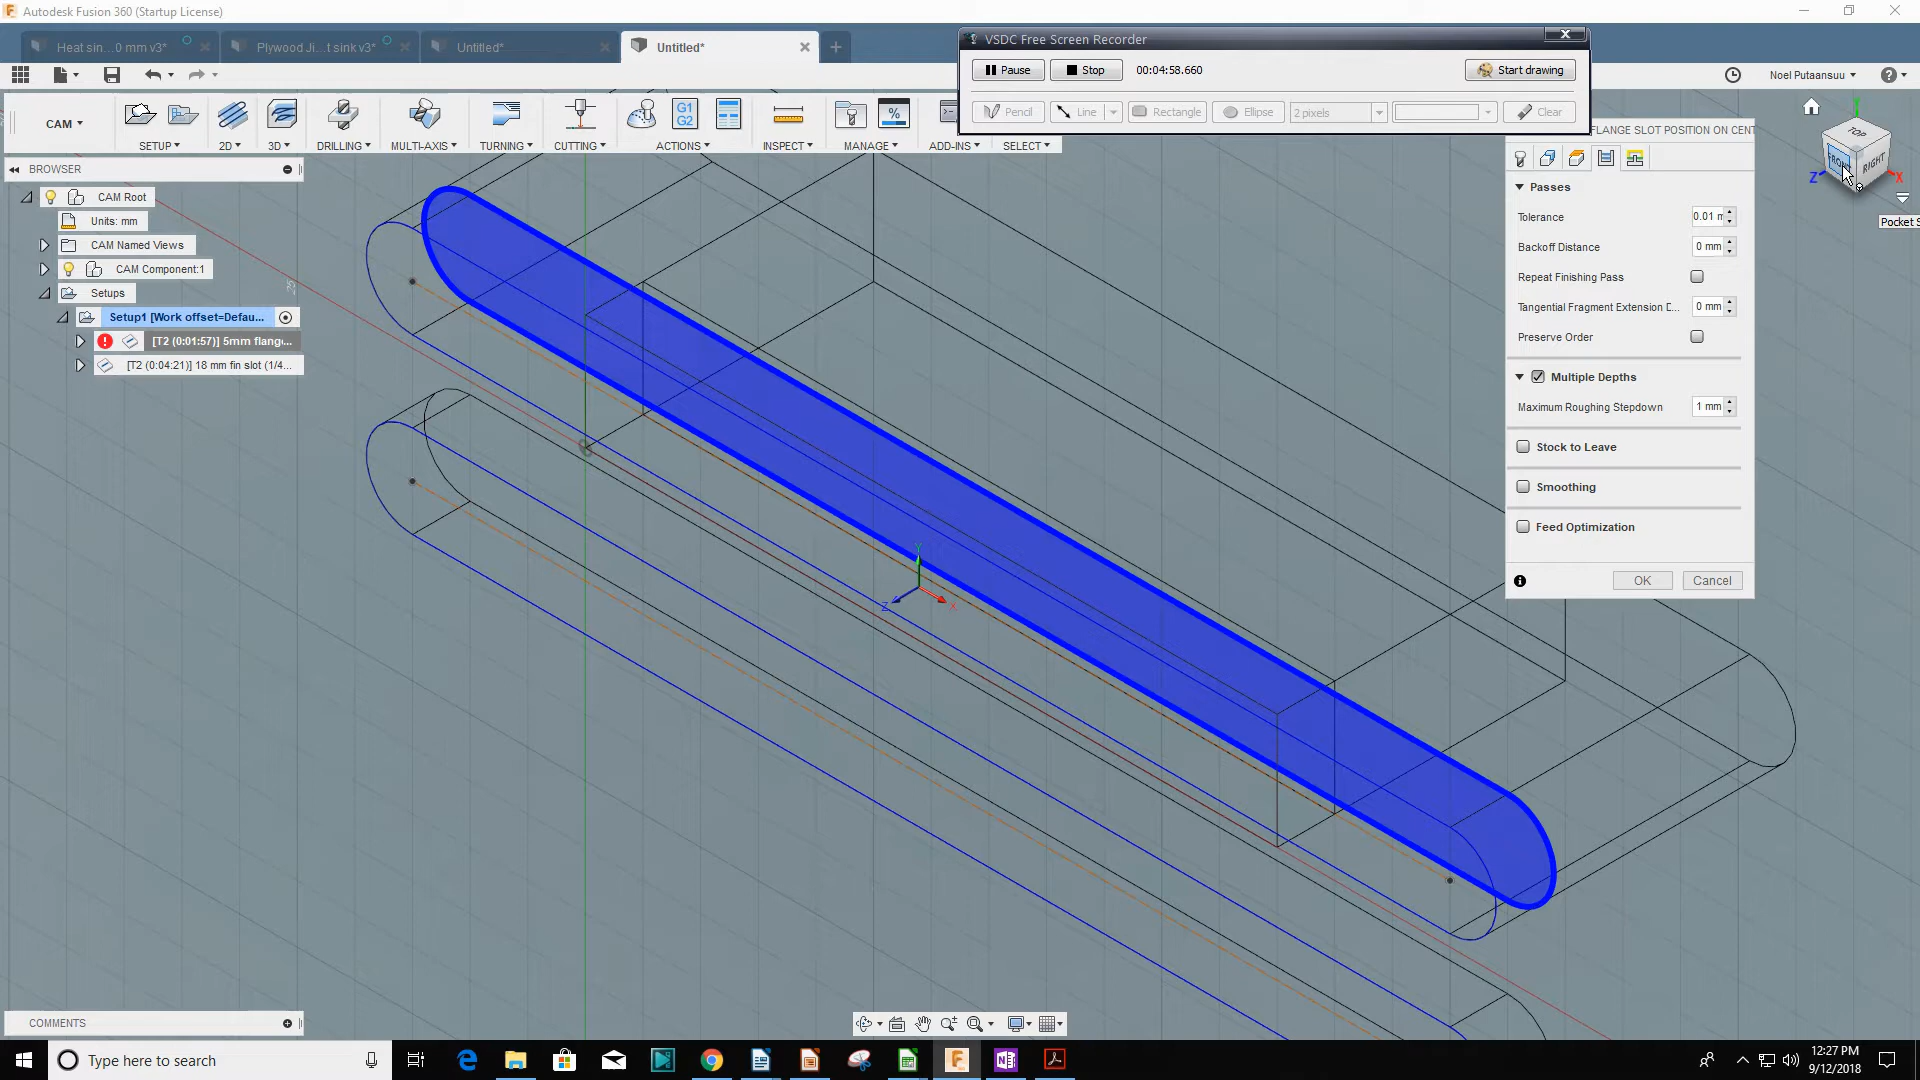 Autodesk Fusion 360 (Startup License)
Heat sin...0 mm v3*
Plywood Ji...t sink v3*
Untitled*
Untitled*
VSDC Free Screen Recorder
Pause
Stop
00:04:58.660
Start drawing
Pencil
Line
Rectangle
Ellipse
2 pixels
Clear
Noel Putaansuu
CAM
G1
G2
SETUP
2D
3D
DRILLING
MULTI-AXIS
TURNING
CUTTING
ACTIONS
INSPECT
MANAGE
ADD-INS
SELECT
BROWSER
CAM Root
Units: mm
CAM Named Views
CAM Component:1
Setups
Setup1 [Work offset=Defau...
[T2 (0:01:57)] 5mm flang...
[T2 (0:04:21)] 18 mm fin slot (1/4...
FLANGE SLOT POSITION ON CENT
Passes
Tolerance
0.01 m
Backoff Distance
0 mm
Repeat Finishing Pass
Tangential Fragment Extension D...
0 mm
Preserve Order
Multiple Depths
Maximum Roughing Stepdown
1 mm
Stock to Leave
Smoothing
Feed Optimization
OK
Cancel
TOP
FRONT
RIGHT
Y
Z
X
Pocket S
Y
Z
X
COMMENTS
Type here to search
12:27 PM
9/12/2018